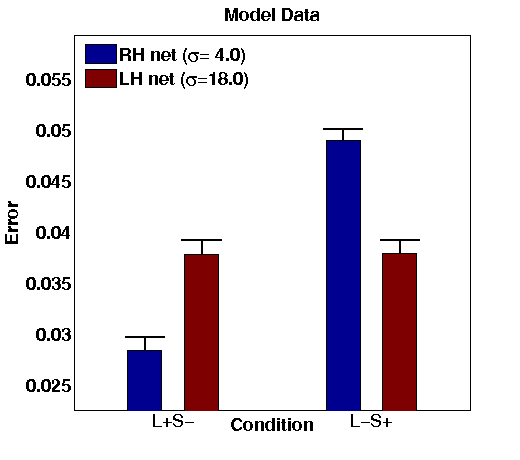 Model Data
RH net (σ= 4.0)
LH net (σ=18.0)
0.055
0.05
0.045
0.04
0.035
0.03
0.025
Error
L+S−
L−S+
Condition